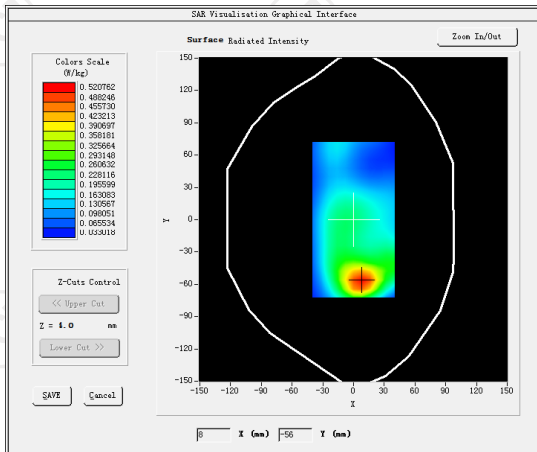 SAR Visualisation Graphical Interface
Surface Radiated Intensity
Zoom In/Out
Colors Scale
(W/kg)
0.520762
0.488246
0.455730
0.423213
0.390697
0.358181
0.325664
0.293148
0.260632
0.228116
0.195599
0.163083
0.130567
0.098051
0.065534
0.033018
Z-Cuts Control
<< Upper Cut
Z = 4.0 mm
Lower Cut >>
SAVE Cancel
150
120
90
60
30
0
-30
-60
-90
-120
-150
Y
-150 -120 -90 -60 -30 0 30 60 90 120 150
X
8 X (mm) -56 Y (mm)